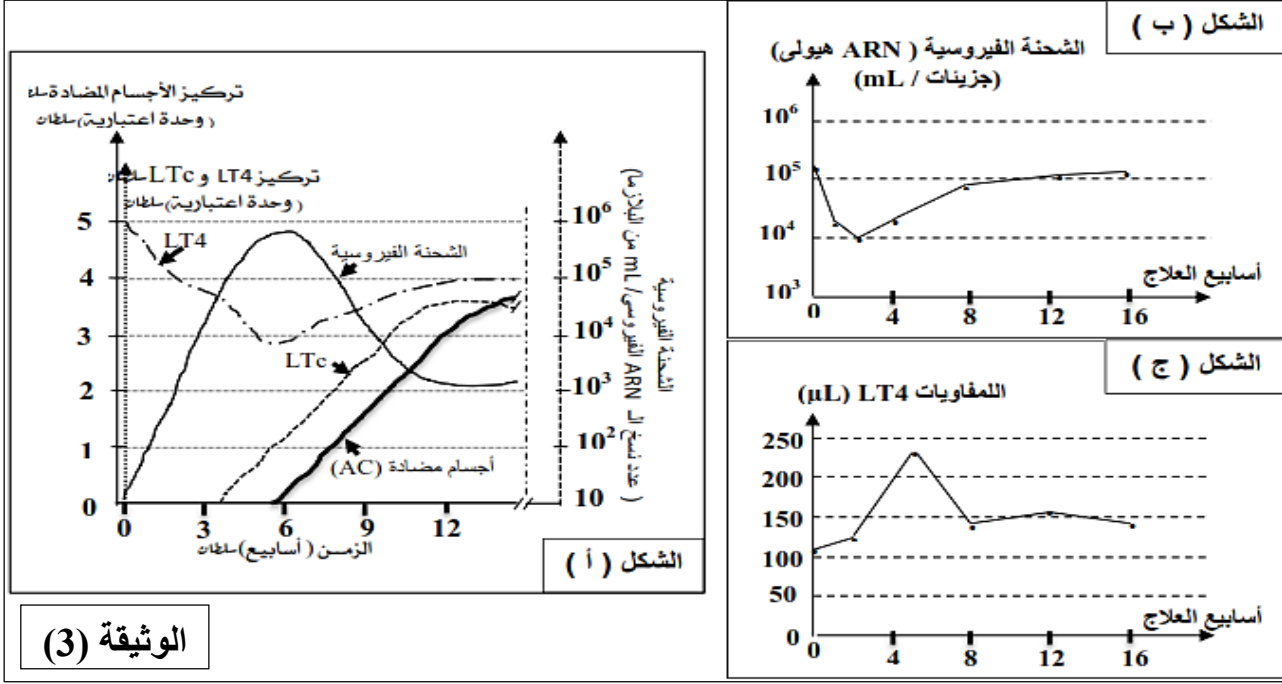 الشكل ( أ )
تركيز الأجسام المضادة
( وحدة اعتبارية)سلطان
تركيز LT4 و LTc
( وحدة اعتبارية)سلطان
5
4
3
2
1
0
LT4
الشحنة الفيروسية
LTc
أجسام مضادة (AC)
10⁶
10⁵
10⁴
10³
10²
10
الشحنة الفيروسية
( عدد نسخ الـ ARN الفيروسي/ mL من البلازما)
0 3 6 9 12
الزمـن ( أسابيع)سلطان
الوثيقة (3)
الشكل ( ب )
الشحنة الفيروسية ( ARN هيولى)
(جزيئات / mL)
10⁶
10⁵
10⁴
10³
أسابيع العلاج
0 4 8 12 16
الشكل ( ج )
اللمفاويات LT4 (µL)
250
200
150
100
50
0
أسابيع العلاج
0 4 8 12 16